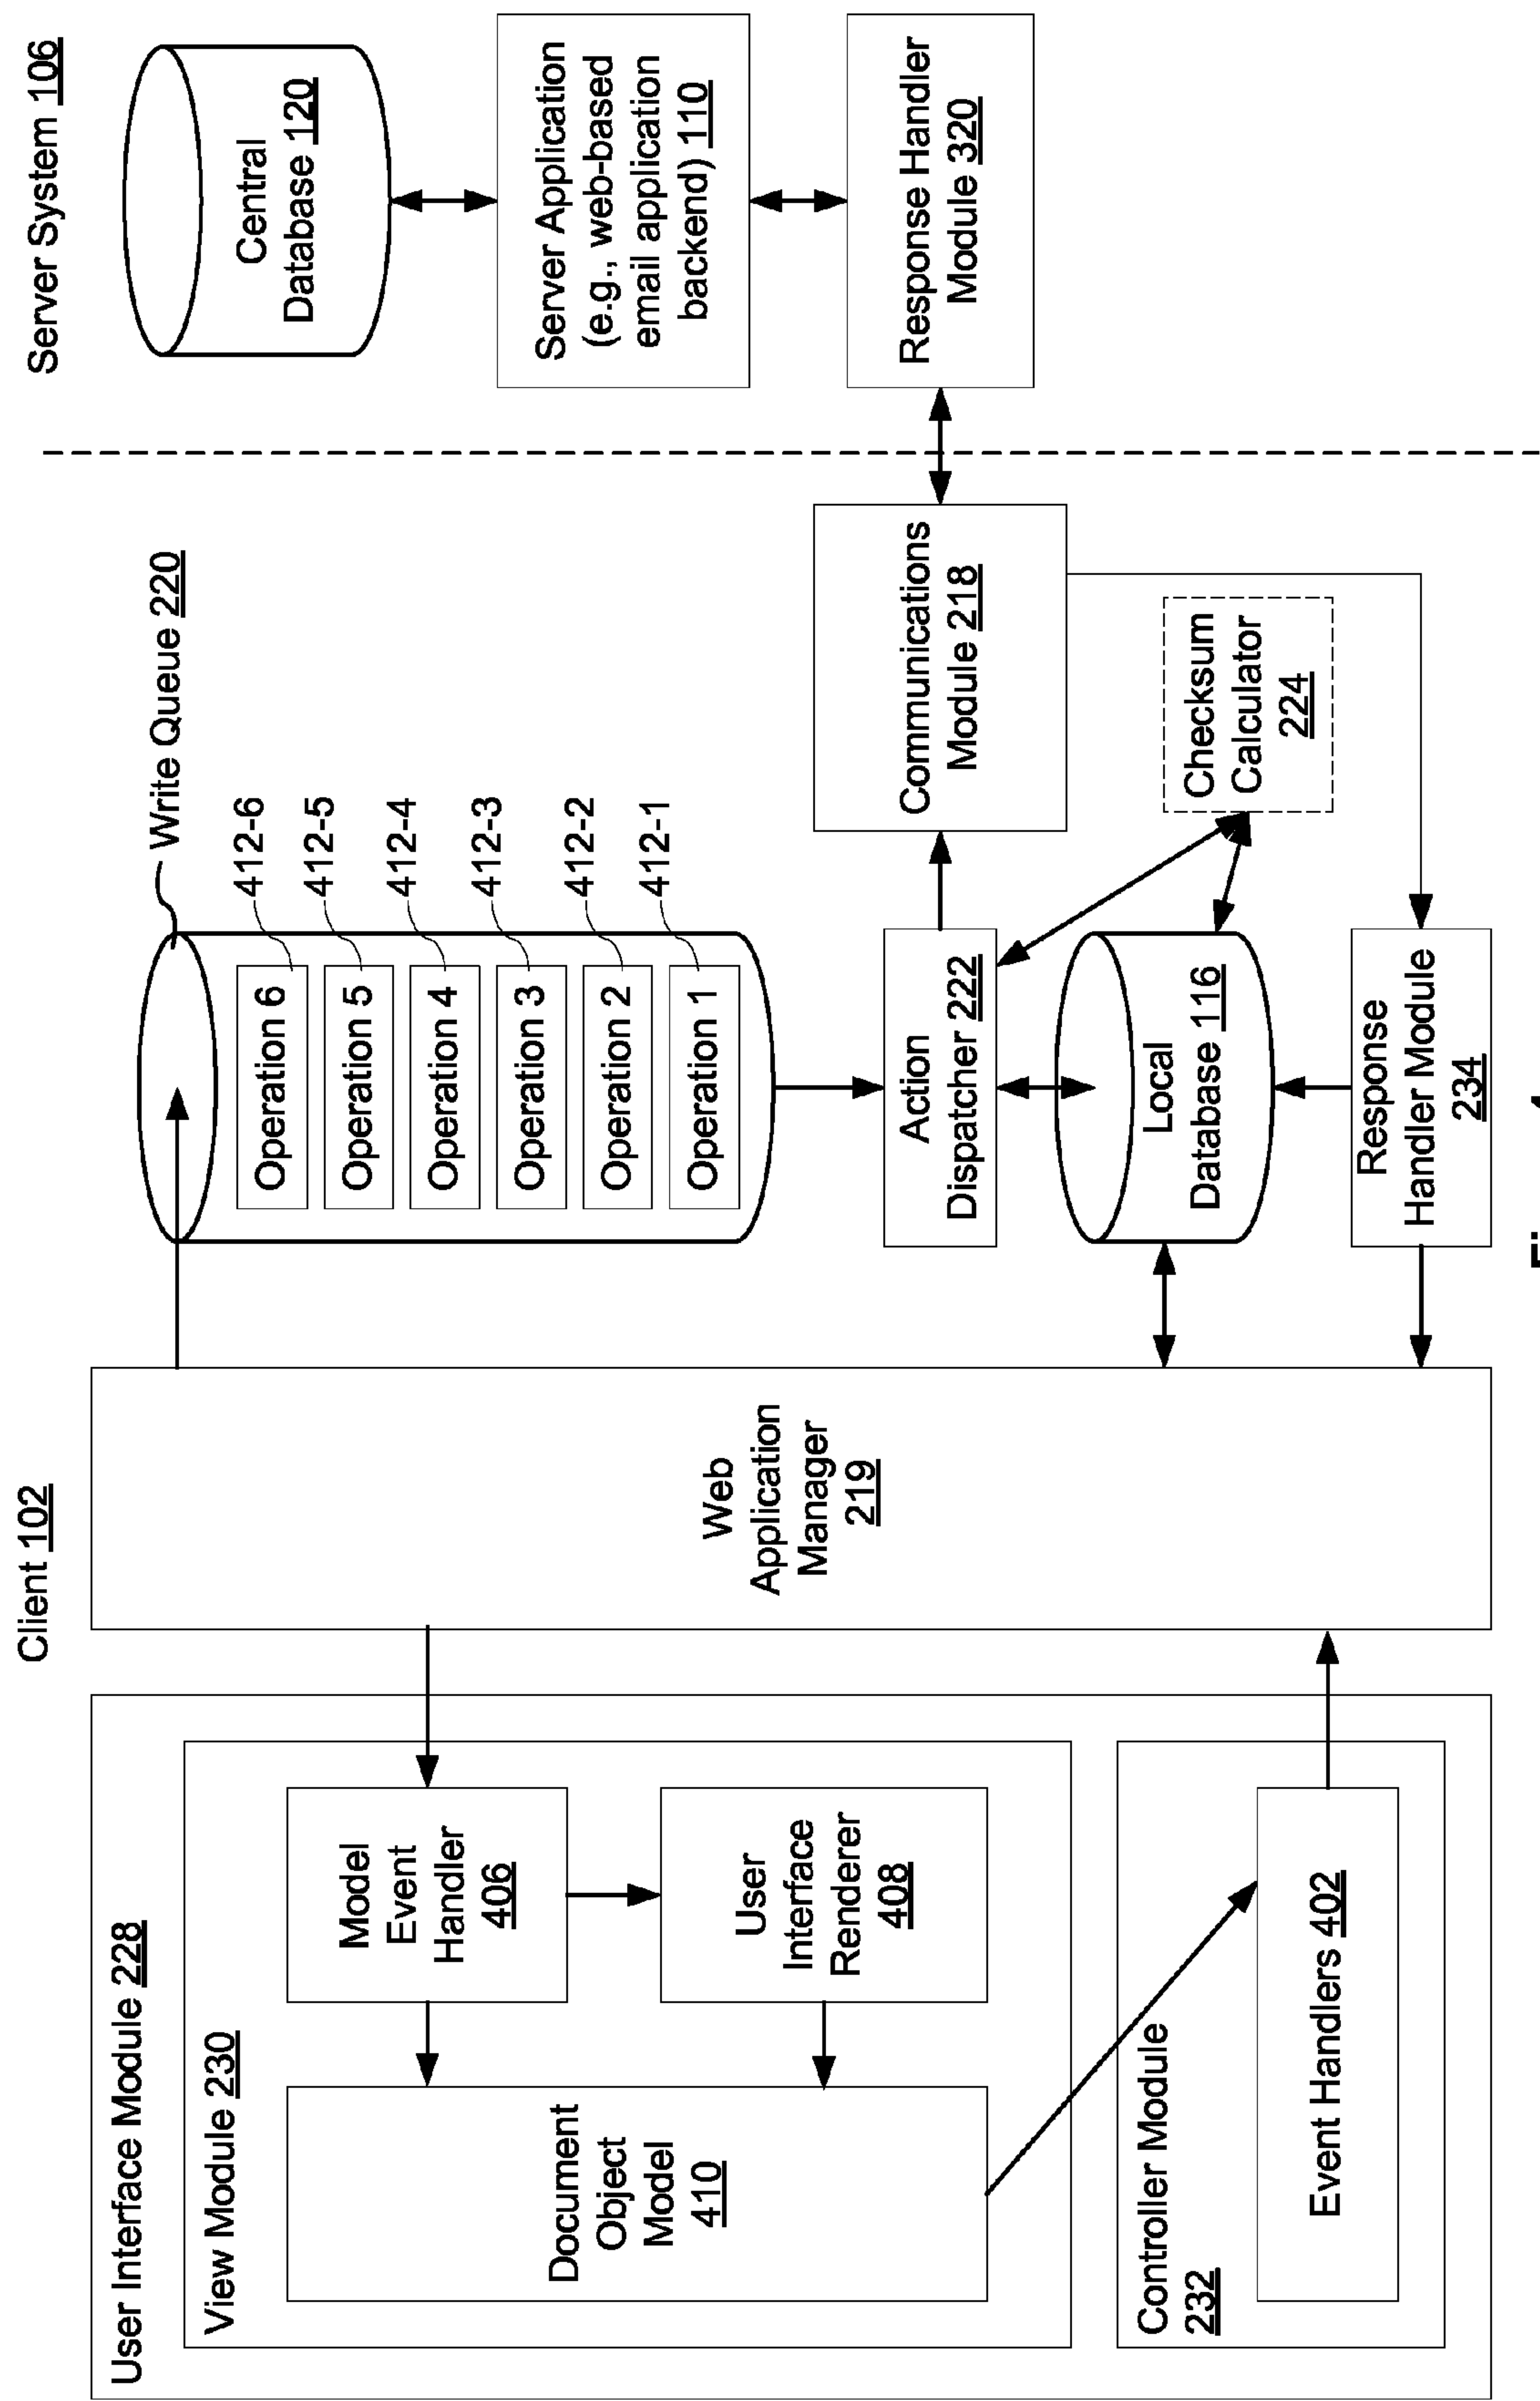 Client 102
Server System 106
User Interface Module 228
View Module 230
Document
Object
Model
410
Model
Event
Handler
406
User
Interface
Renderer
408
Controller Module
232
Event Handlers 402
Web
Application
Manager
219
Write Queue 220
Operation 6
412-6
Operation 5
412-5
Operation 4
412-4
Operation 3
412-3
Operation 2
412-2
Operation 1
412-1
Action
Dispatcher 222
Local
Database 116
Response
Handler Module
234
Communications
Module 218
Checksum
Calculator
224
Central
Database 120
Server Application
(e.g., web-based
email application
backend) 110
Response Handler
Module 320